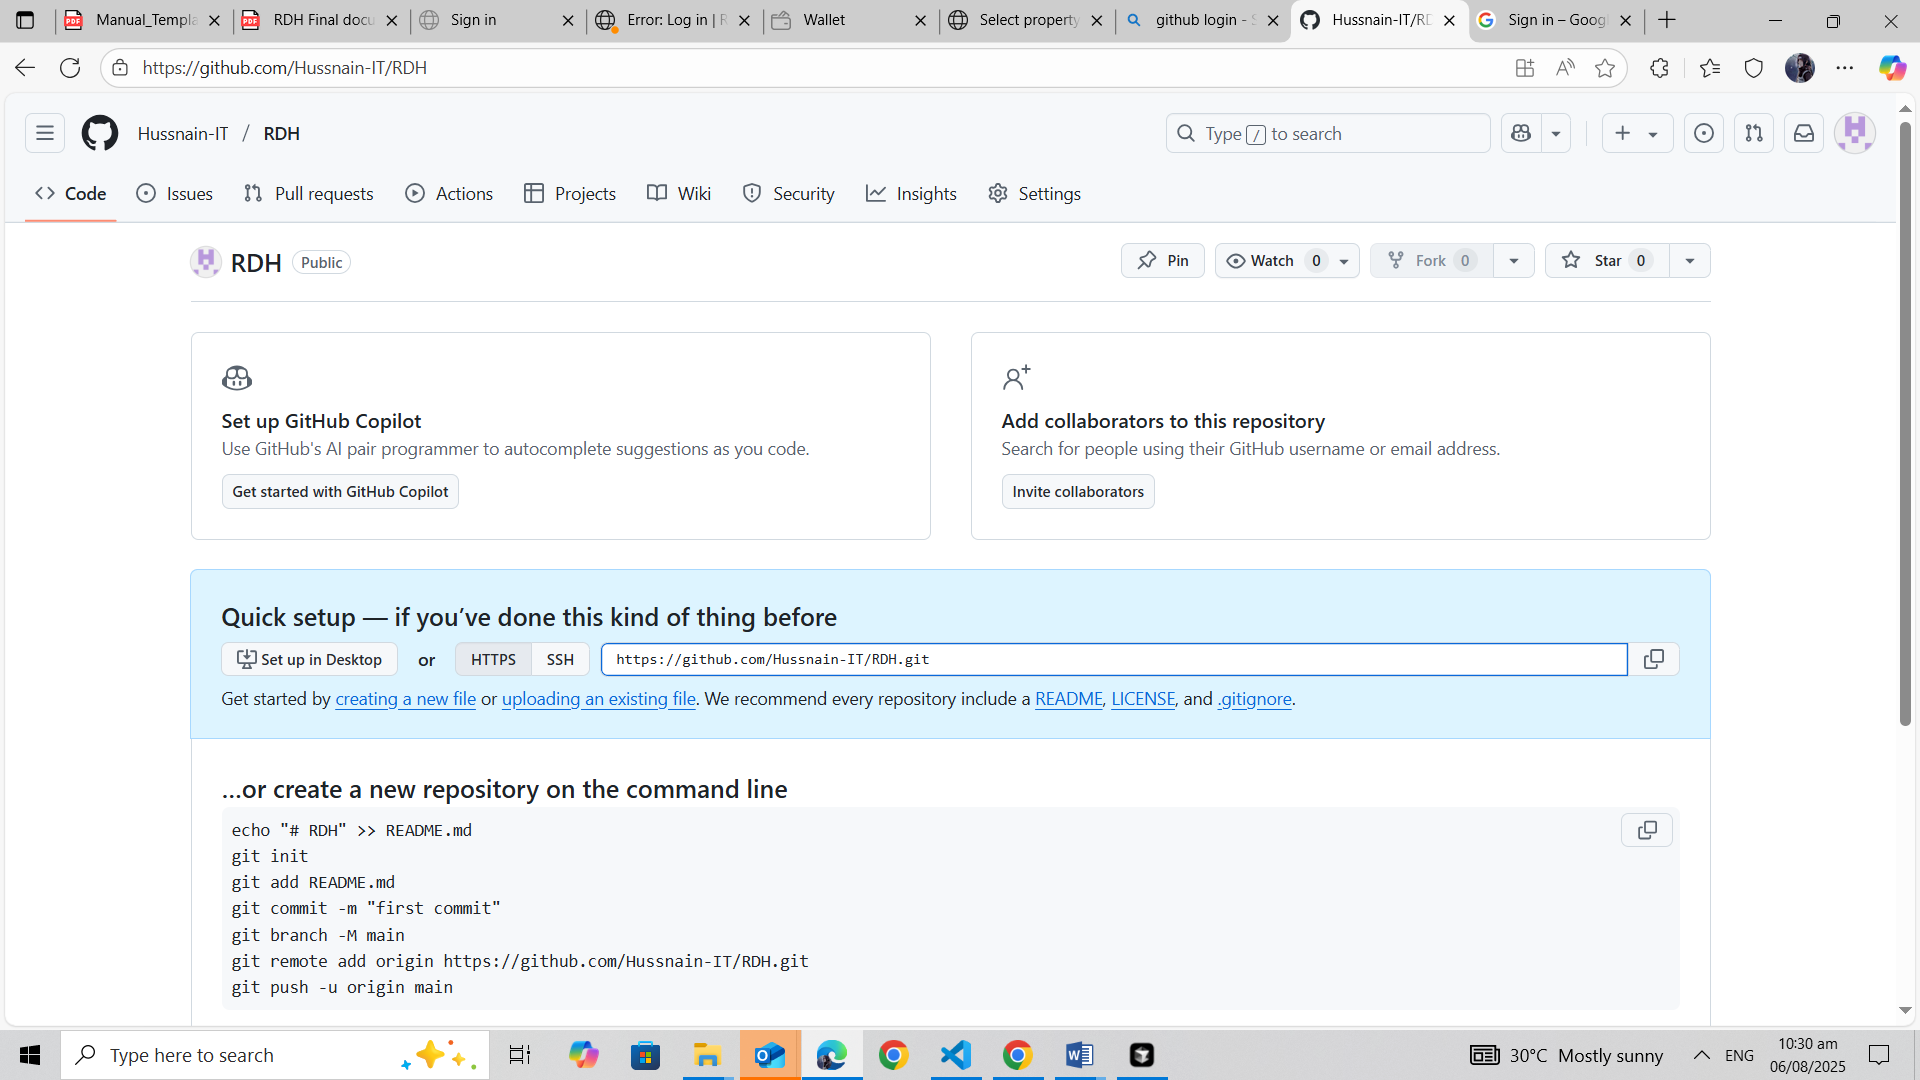 Manual_Templa
RDH Final docu
Sign in
Error: Log in | R
Wallet
Select property
github login - S
Hussnain-IT/RD
Sign in – Goog
https://github.com/Hussnain-IT/RDH
Hussnain-IT / RDH
Type / to search
Code
Issues
Pull requests
Actions
Projects
Wiki
Security
Insights
Settings
RDH Public
Pin
Watch 0
Fork 0
Star 0
Set up GitHub Copilot
Use GitHub's AI pair programmer to autocomplete suggestions as you code.
Get started with GitHub Copilot
Add collaborators to this repository
Search for people using their GitHub username or email address.
Invite collaborators
Quick setup — if you’ve done this kind of thing before
Set up in Desktop or HTTPS SSH https://github.com/Hussnain-IT/RDH.git
Get started by creating a new file or uploading an existing file. We recommend every repository include a README, LICENSE, and .gitignore.
…or create a new repository on the command line
echo "# RDH" >> README.md
git init
git add README.md
git commit -m "first commit"
git branch -M main
git remote add origin https://github.com/Hussnain-IT/RDH.git
git push -u origin main
Type here to search
30°C Mostly sunny
ENG
10:30 am
06/08/2025